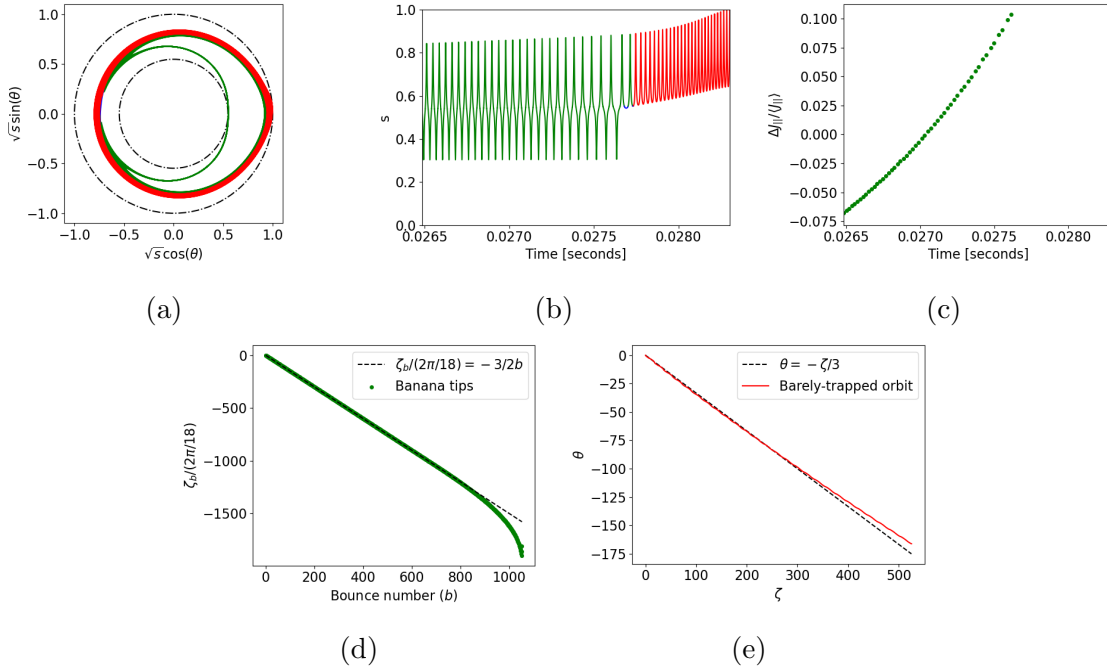 1.0
0.5
0.0
−0.5
−1.0
√s sin(θ)
−1.0 −0.5 0.0 0.5 1.0
√s cos(θ)
(a)
1.0
0.8
0.6
0.4
0.2
0.0
s
0.0265 0.0270 0.0275 0.0280
Time [seconds]
(b)
0.100
0.075
0.050
0.025
0.000
−0.025
−0.050
−0.075
ΔJ||/⟨J||⟩
0.0265 0.0270 0.0275 0.0280
Time [seconds]
(c)
0
−500
−1000
−1500
ζb/(2π/18)
ζb/(2π/18) = − 3/2b
Banana tips
0 200 400 600 800 1000
Bounce number (b)
(d)
0
−25
−50
−75
−100
−125
−150
−175
θ
θ = − ζ/3
Barely-trapped orbit
0 100 200 300 400 500
ζ
(e)